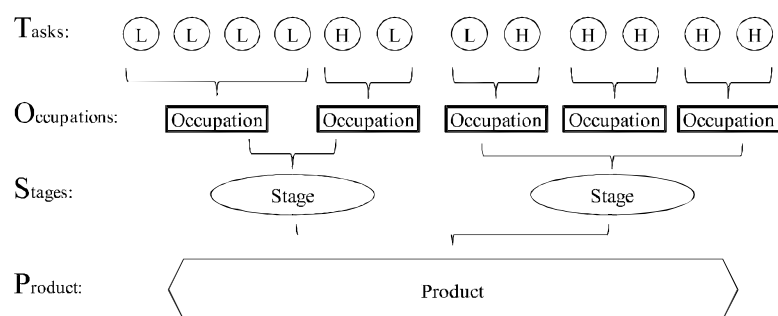 Tasks: L L L L H L L H H H H H
Occupations: Occupation Occupation Occupation Occupation Occupation
Stages: Stage Stage
Product: Product